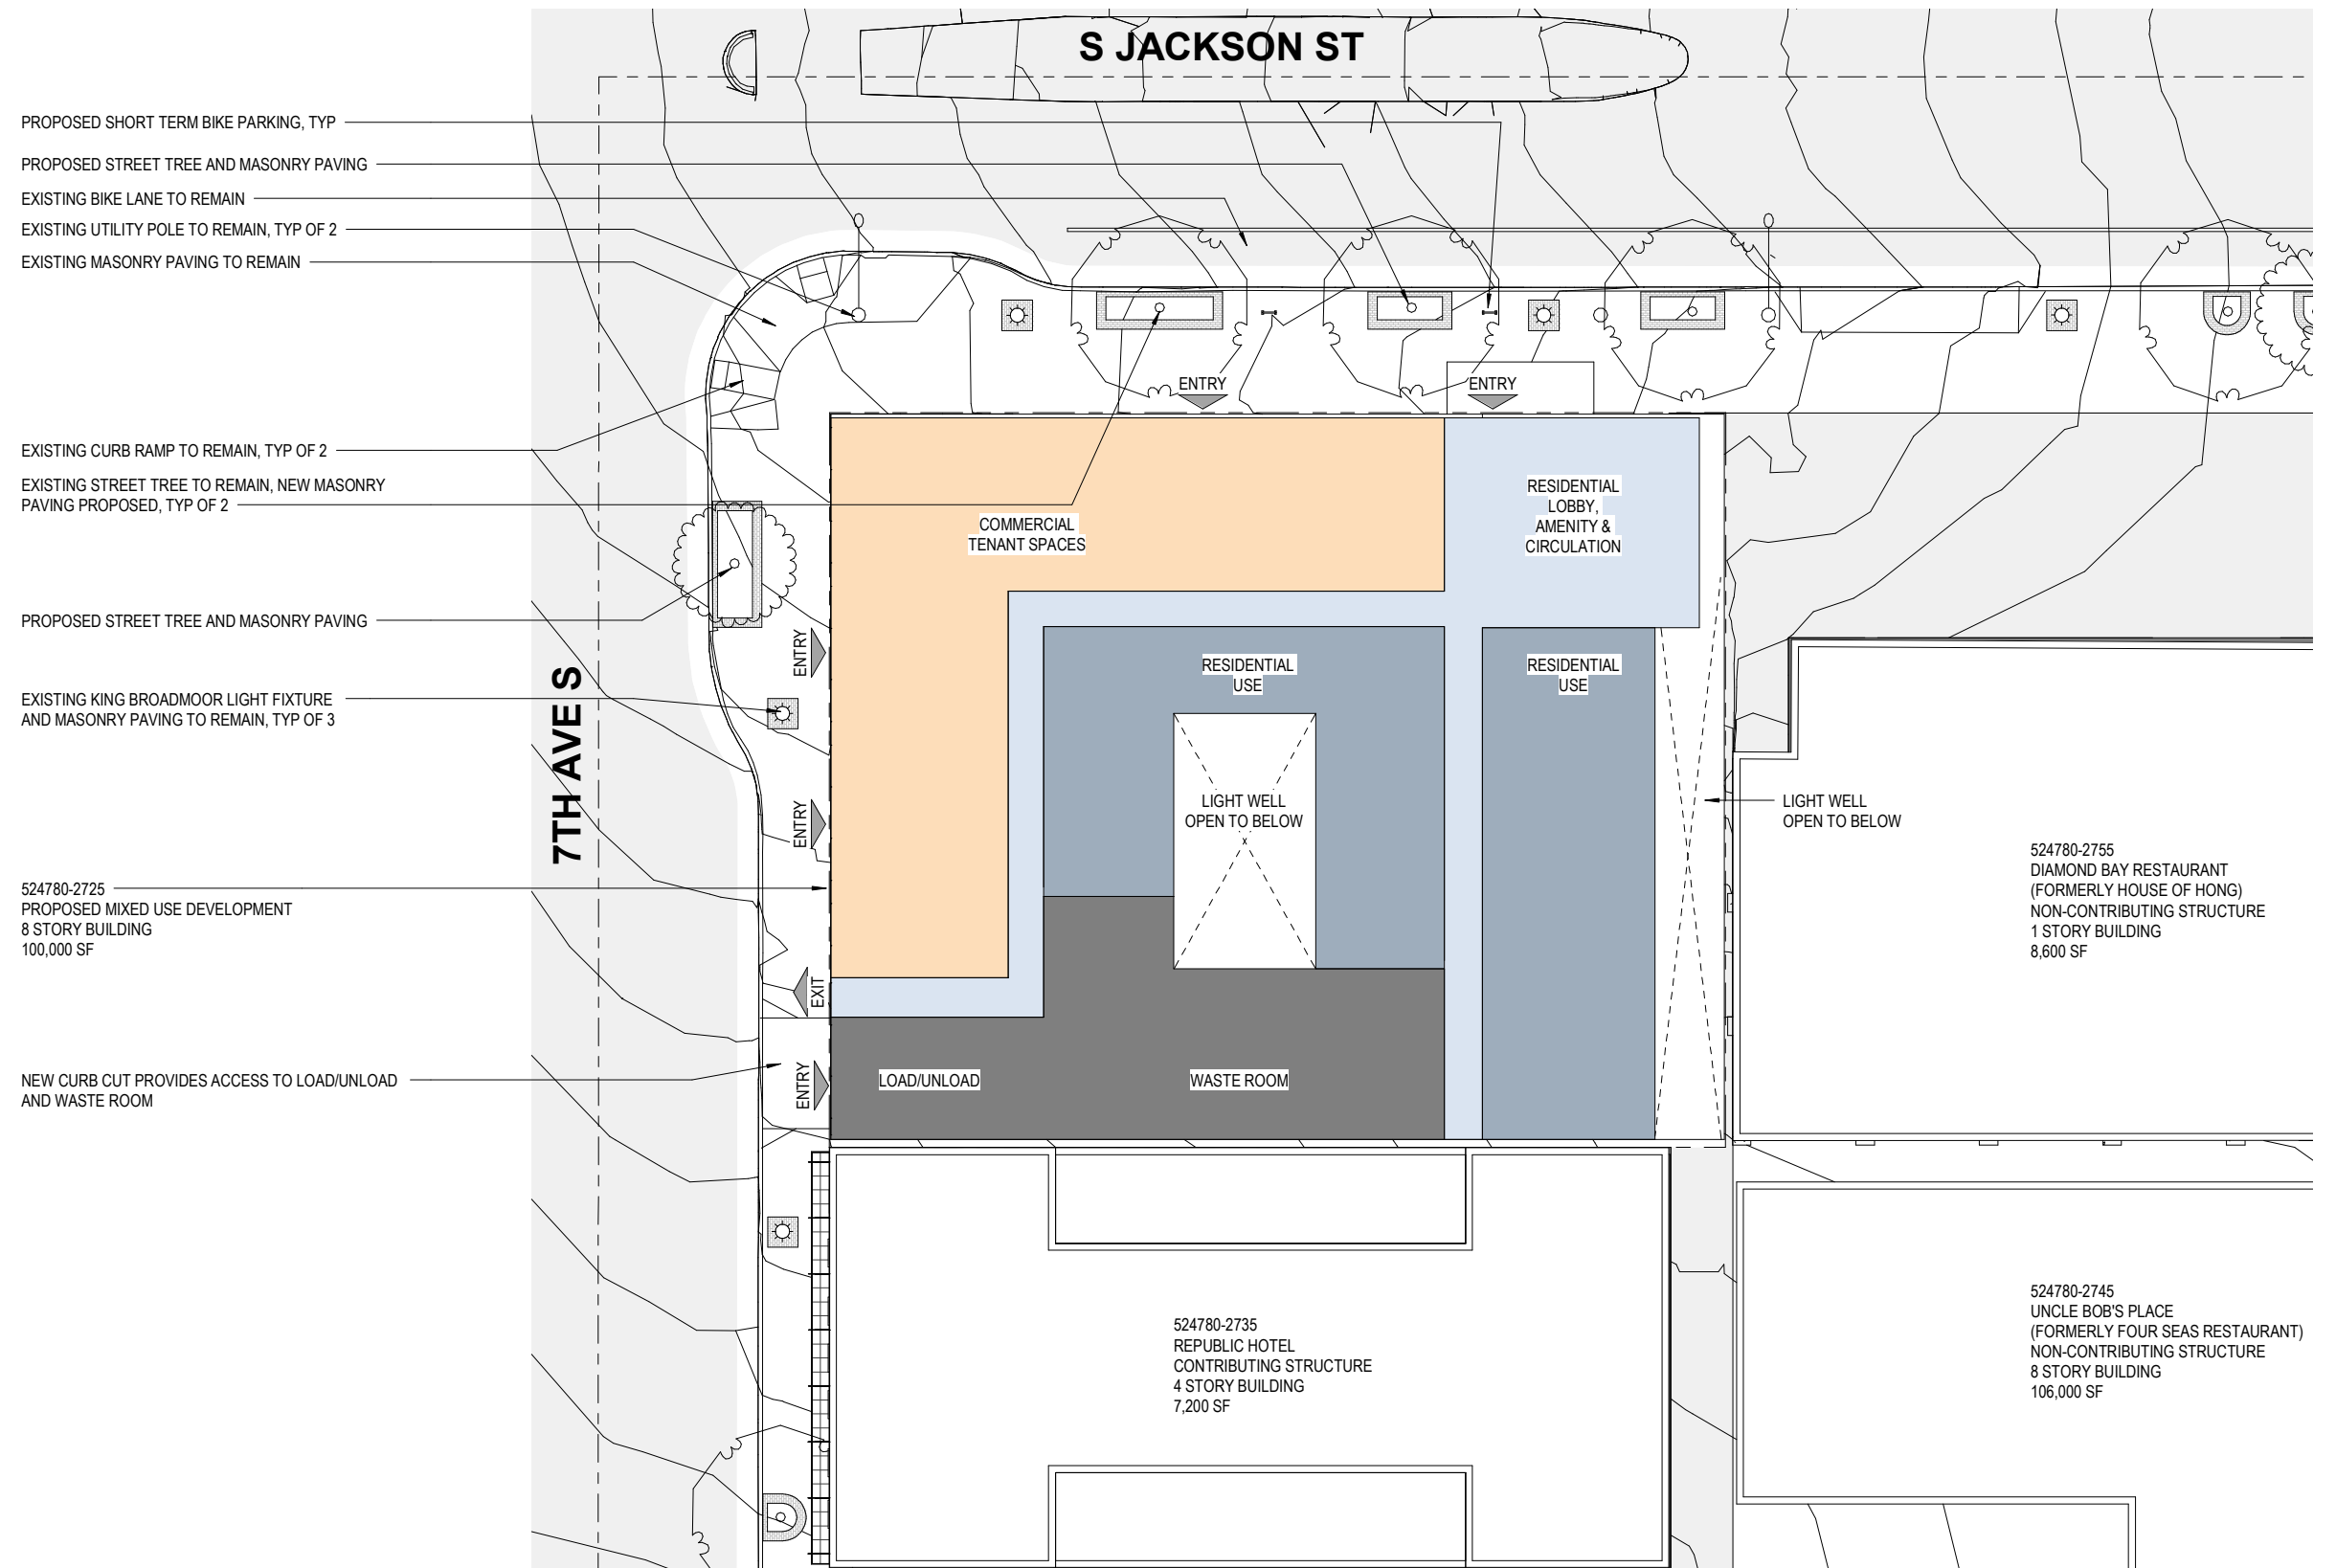 S JACKSON ST
PROPOSED SHORT TERM BIKE PARKING, TYP
PROPOSED STREET TREE AND MASONRY PAVING
EXISTING BIKE LANE TO REMAIN
EXISTING UTILITY POLE TO REMAIN, TYP OF 2
EXISTING MASONRY PAVING TO REMAIN
ENTRY
ENTRY
EXISTING CURB RAMP TO REMAIN, TYP OF 2
EXISTING STREET TREE TO REMAIN, NEW MASONRY
PAVING PROPOSED, TYP OF 2
RESIDENTIAL
LOBBY,
AMENITY &
CIRCULATION
COMMERCIAL
TENANT SPACES
PROPOSED STREET TREE AND MASONRY PAVING
ENTRY
RESIDENTIAL
USE
RESIDENTIAL
USE
EXISTING KING BROADMOOR LIGHT FIXTURE
AND MASONRY PAVING TO REMAIN, TYP OF 3
7TH AVE S
ENTRY
LIGHT WELL
OPEN TO BELOW
LIGHT WELL
OPEN TO BELOW
524780-2755
DIAMOND BAY RESTAURANT
(FORMERLY HOUSE OF HONG)
NON-CONTRIBUTING STRUCTURE
1 STORY BUILDING
8,600 SF
524780-2725
PROPOSED MIXED USE DEVELOPMENT
8 STORY BUILDING
100,000 SF
EXIT
NEW CURB CUT PROVIDES ACCESS TO LOAD/UNLOAD
AND WASTE ROOM
ENTRY
LOAD/UNLOAD
WASTE ROOM
524780-2735
REPUBLIC HOTEL
CONTRIBUTING STRUCTURE
4 STORY BUILDING
7,200 SF
524780-2745
UNCLE BOB'S PLACE
(FORMERLY FOUR SEAS RESTAURANT)
NON-CONTRIBUTING STRUCTURE
8 STORY BUILDING
106,000 SF